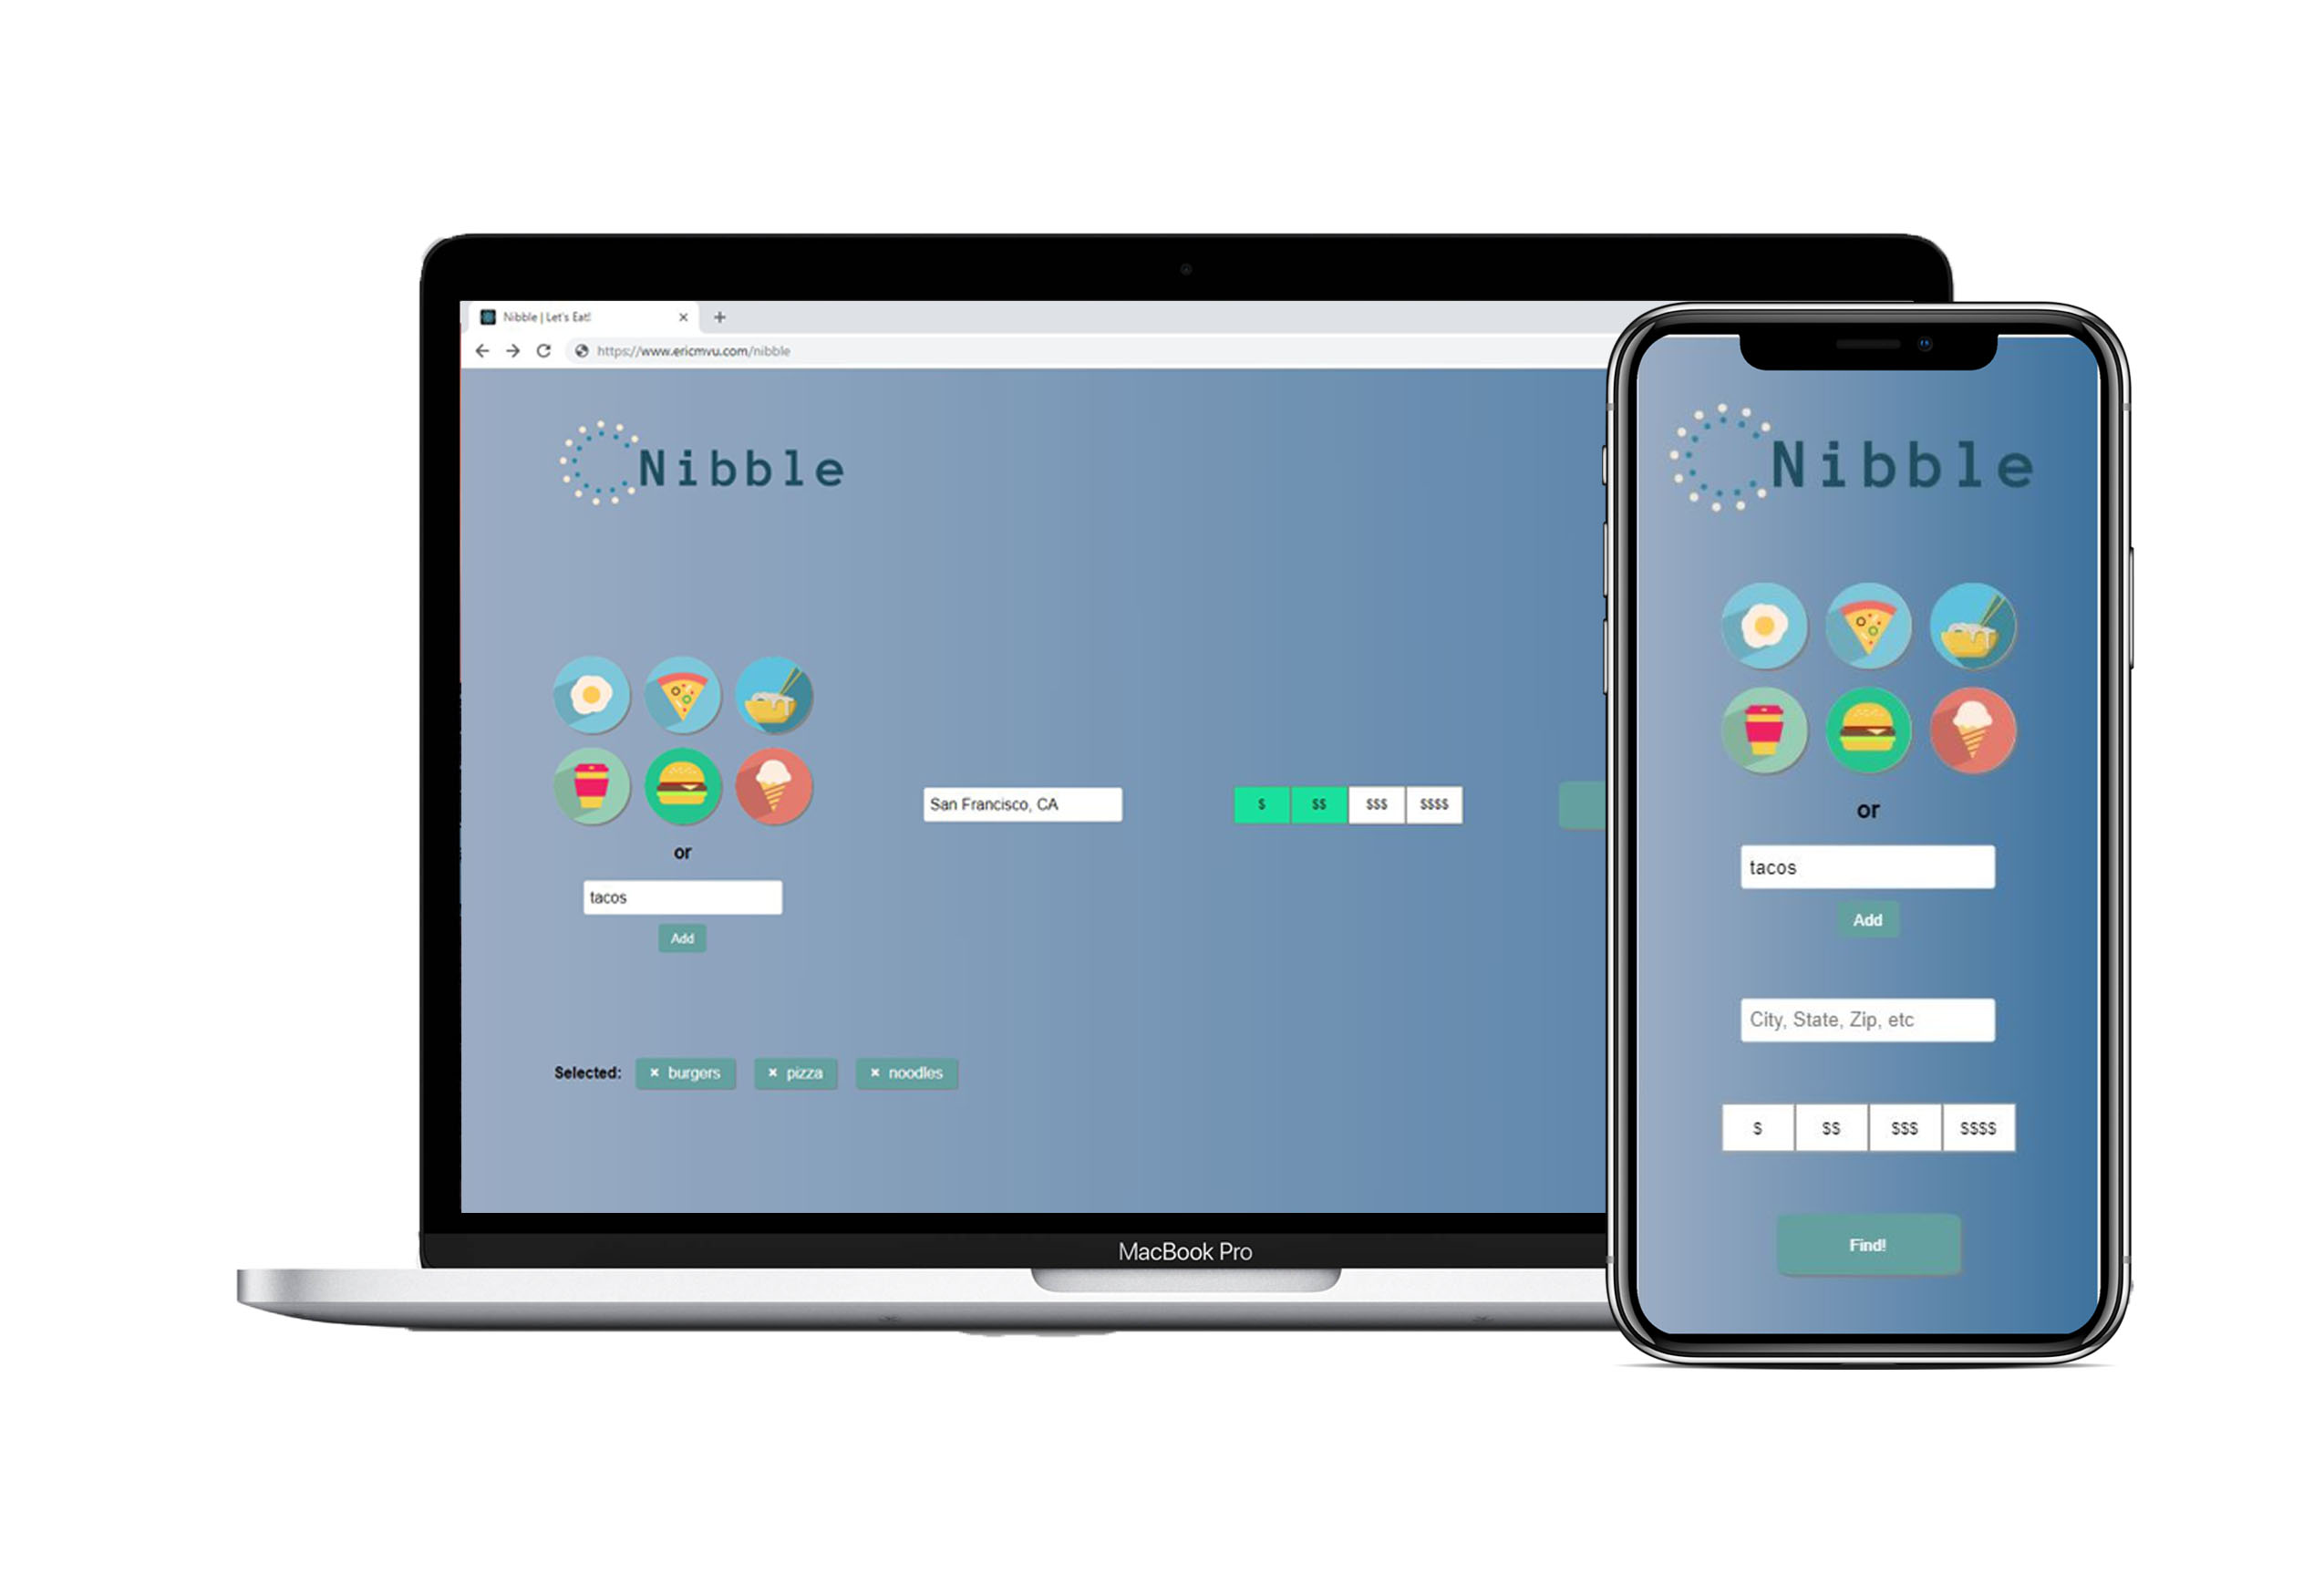 Nibble | Let's Eat!
https://www.ericmvu.com/nibble
Nibble
San Francisco, CA
$ $$ $$$ $$$$
or
tacos
Add
Selected: × burgers × pizza × noodles
MacBook Pro
Nibble
or
tacos
Add
City, State, Zip, etc
$ $$ $$$ $$$$
Find!